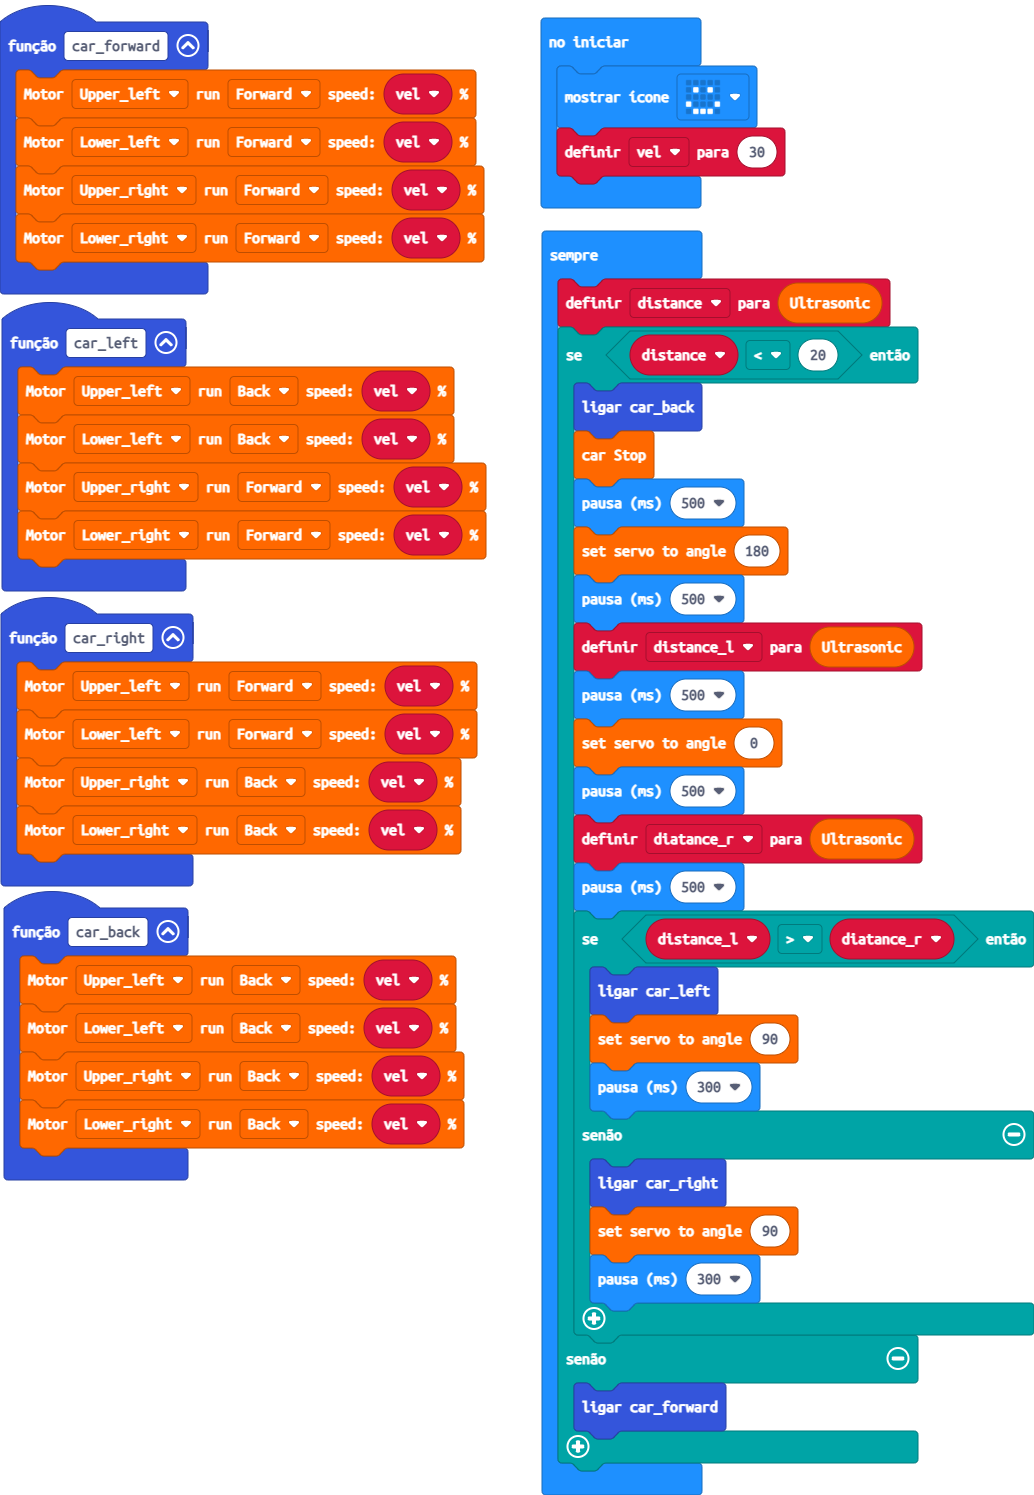 função car_forward
Motor Upper_left run Forward speed: vel %
Motor Lower_left run Forward speed: vel %
Motor Upper_right run Forward speed: vel %
Motor Lower_right run Forward speed: vel %
função car_left
Motor Upper_left run Back speed: vel %
Motor Lower_left run Back speed: vel %
Motor Upper_right run Forward speed: vel %
Motor Lower_right run Forward speed: vel %
função car_right
Motor Upper_left run Forward speed: vel %
Motor Lower_left run Forward speed: vel %
Motor Upper_right run Back speed: vel %
Motor Lower_right run Back speed: vel %
função car_back
Motor Upper_left run Back speed: vel %
Motor Lower_left run Back speed: vel %
Motor Upper_right run Back speed: vel %
Motor Lower_right run Back speed: vel %
no iniciar
mostrar ícone
definir vel para 30
sempre
definir distance para Ultrasonic
se distance < 20 então
ligar car_back
car Stop
pausa (ms) 500
set servo to angle 180
pausa (ms) 500
definir distance_l para Ultrasonic
pausa (ms) 500
set servo to angle 0
pausa (ms) 500
definir diatance_r para Ultrasonic
pausa (ms) 500
se distance_l > diatance_r então
ligar car_left
set servo to angle 90
pausa (ms) 300
senão
ligar car_right
set servo to angle 90
pausa (ms) 300
senão
ligar car_forward